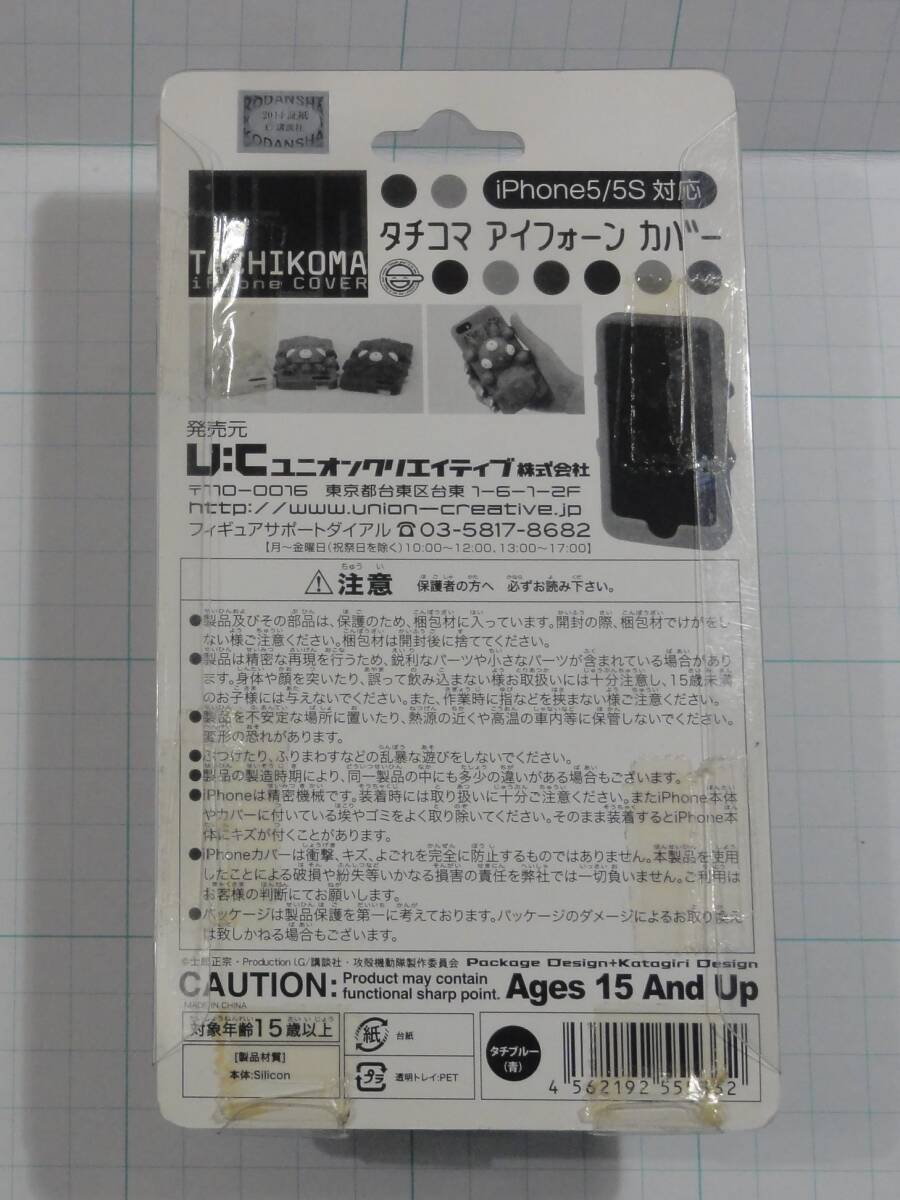 KODANSHA
2014 証紙
© 講談社
KODANSHA
iPhone5/5S 対応
TACHIKOMA
iPhone COVER
タチコマ アイフォーン カバー
発売元
U:C ユニオンクリエイティブ 株式会社
〒110-0016 東京都台東区台東 1-6-1-2F
http://www.union-creative.jp
フィギュアサポートダイアル ☎03-5817-8682
【月〜金曜日(祝祭日を除く)10:00〜12:00、13:00〜17:00】
⚠注意 保護者の方へ 必ずお読み下さい。
●製品及びその部品は、保護のため、梱包材に入っています。開封の際、梱包材でけがをし
ない様ご注意ください。梱包材は開封後に捨ててください。
●製品は精密な再現を行うため、鋭利なパーツや小さなパーツが含まれている場合があり
ます。身体や顔を突いたり、誤って飲み込まない様お取扱いには十分注意し、15歳未満
のお子様には与えないでください。また、作業時に指などを挟まない様ご注意ください。
●製品を不安定な場所に置いたり、熱源の近くや高温の車内等に保管しないでください。
変形の恐れがあります。
●ぶつけたり、ふりまわすなどの乱暴な遊びをしないでください。
●製品の製造時期により、同一製品の中にも多少の違いがある場合もございます。
●iPhoneは精密機械です。装着時には取り扱いに十分ご注意ください。またiPhone本体
やカバーに付いている埃やゴミをよく取り除いてください。そのまま装着するとiPhone本
体にキズが付くことがあります。
●iPhoneカバーは衝撃、キズ、よごれを完全に防止するものではありません。本製品を使用
したことによる破損や紛失等いかなる損害の責任を弊社では一切負いません。ご利用は
お客様の判断にてお願いします。
●パッケージは製品保護を第一に考えております。パッケージのダメージによるお取り換え
は致しかねる場合もございます。
©士郎正宗・Production I.G/講談社・攻殻機動隊製作委員会 Package Design+Katagiri Design
CAUTION: Product may contain functional sharp point. Ages 15 And Up
MADE IN CHINA
対象年齢15歳以上
[製品材質]
本体:Silicon
紙 台紙
プラ 透明トレイ:PET
タチブルー
(青)
4 562192